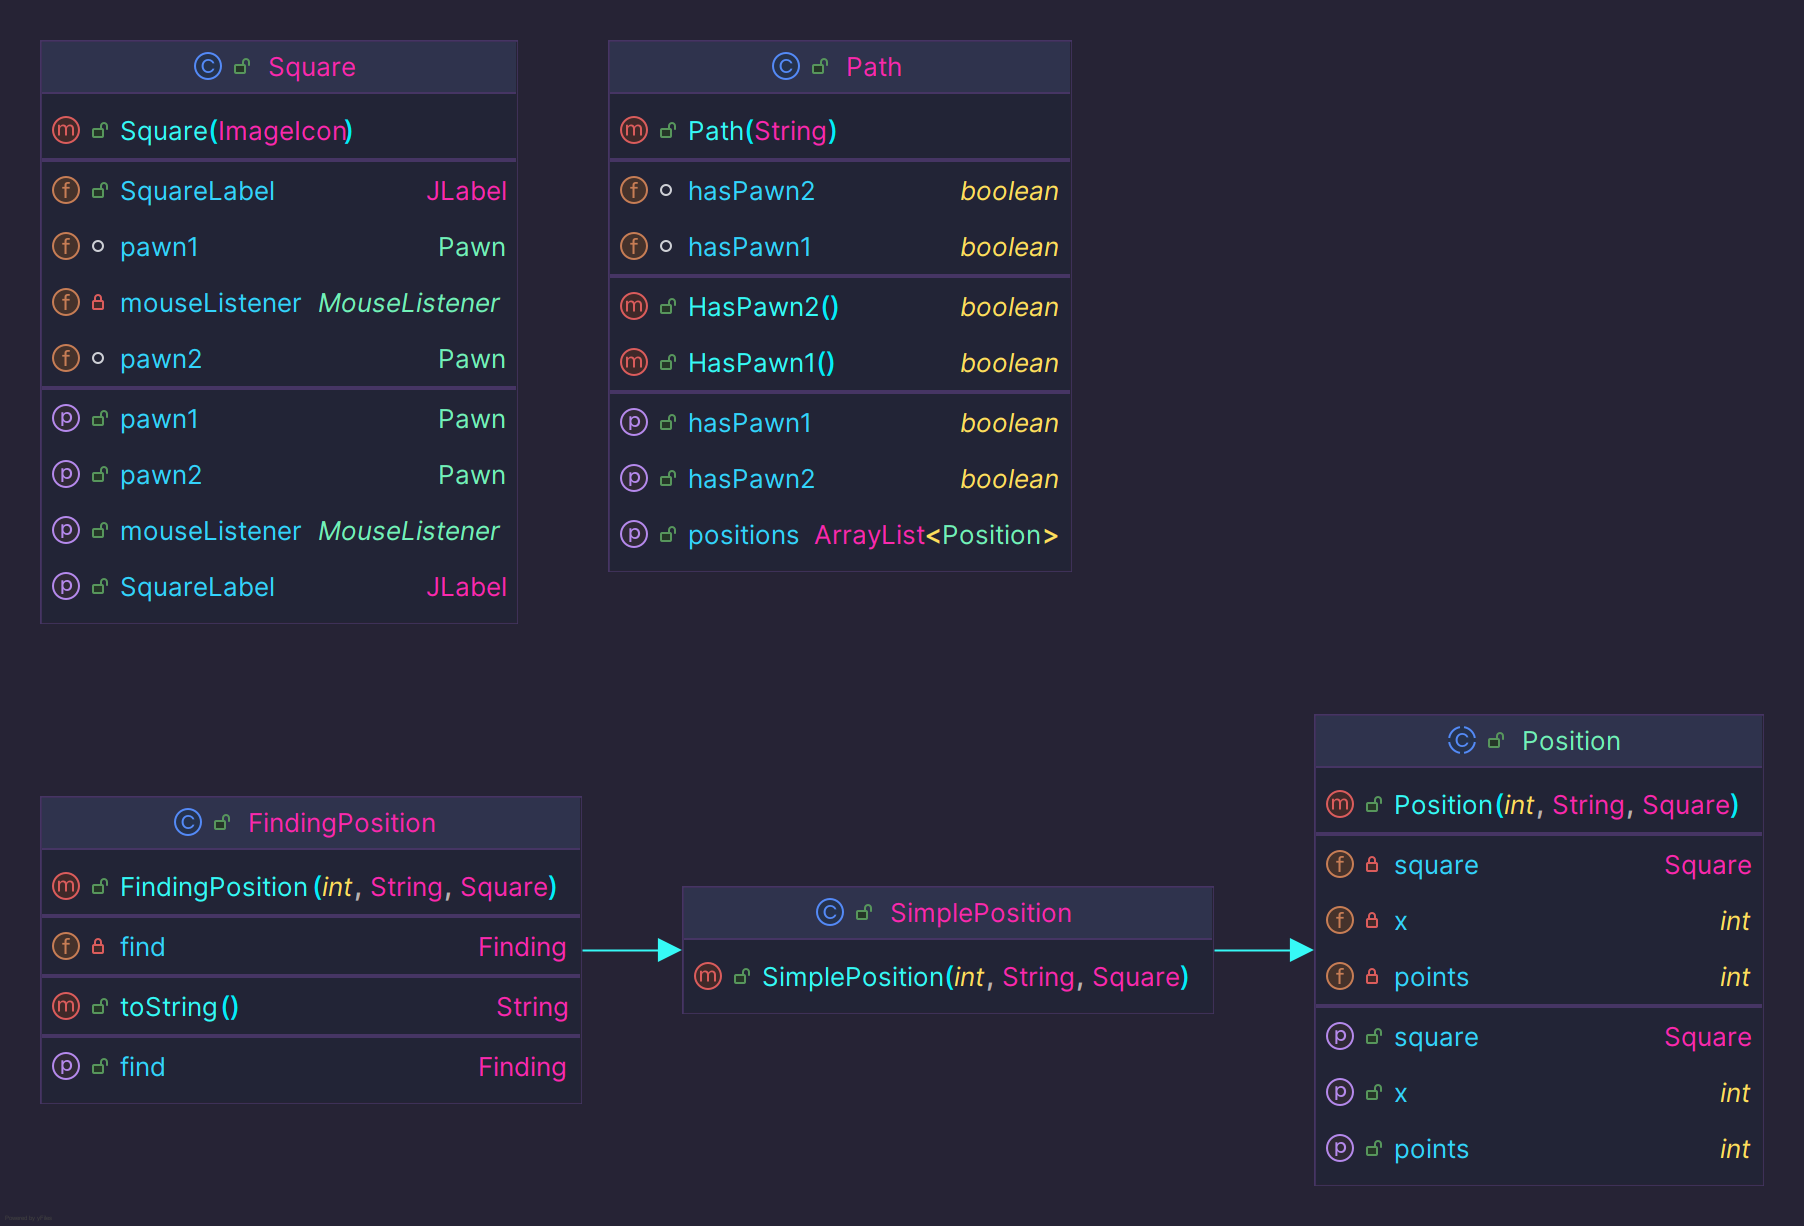 Square
Square(ImageIcon)
SquareLabel JLabel
pawn1 Pawn
mouseListener MouseListener
pawn2 Pawn
pawn1 Pawn
pawn2 Pawn
mouseListener MouseListener
SquareLabel JLabel
Path
Path(String)
hasPawn2 boolean
hasPawn1 boolean
HasPawn2() boolean
HasPawn1() boolean
hasPawn1 boolean
hasPawn2 boolean
positions ArrayList<Position>
FindingPosition
FindingPosition(int, String, Square)
find Finding
toString() String
find Finding
SimplePosition
SimplePosition(int, String, Square)
Position
Position(int, String, Square)
square Square
x int
points int
square Square
x int
points int